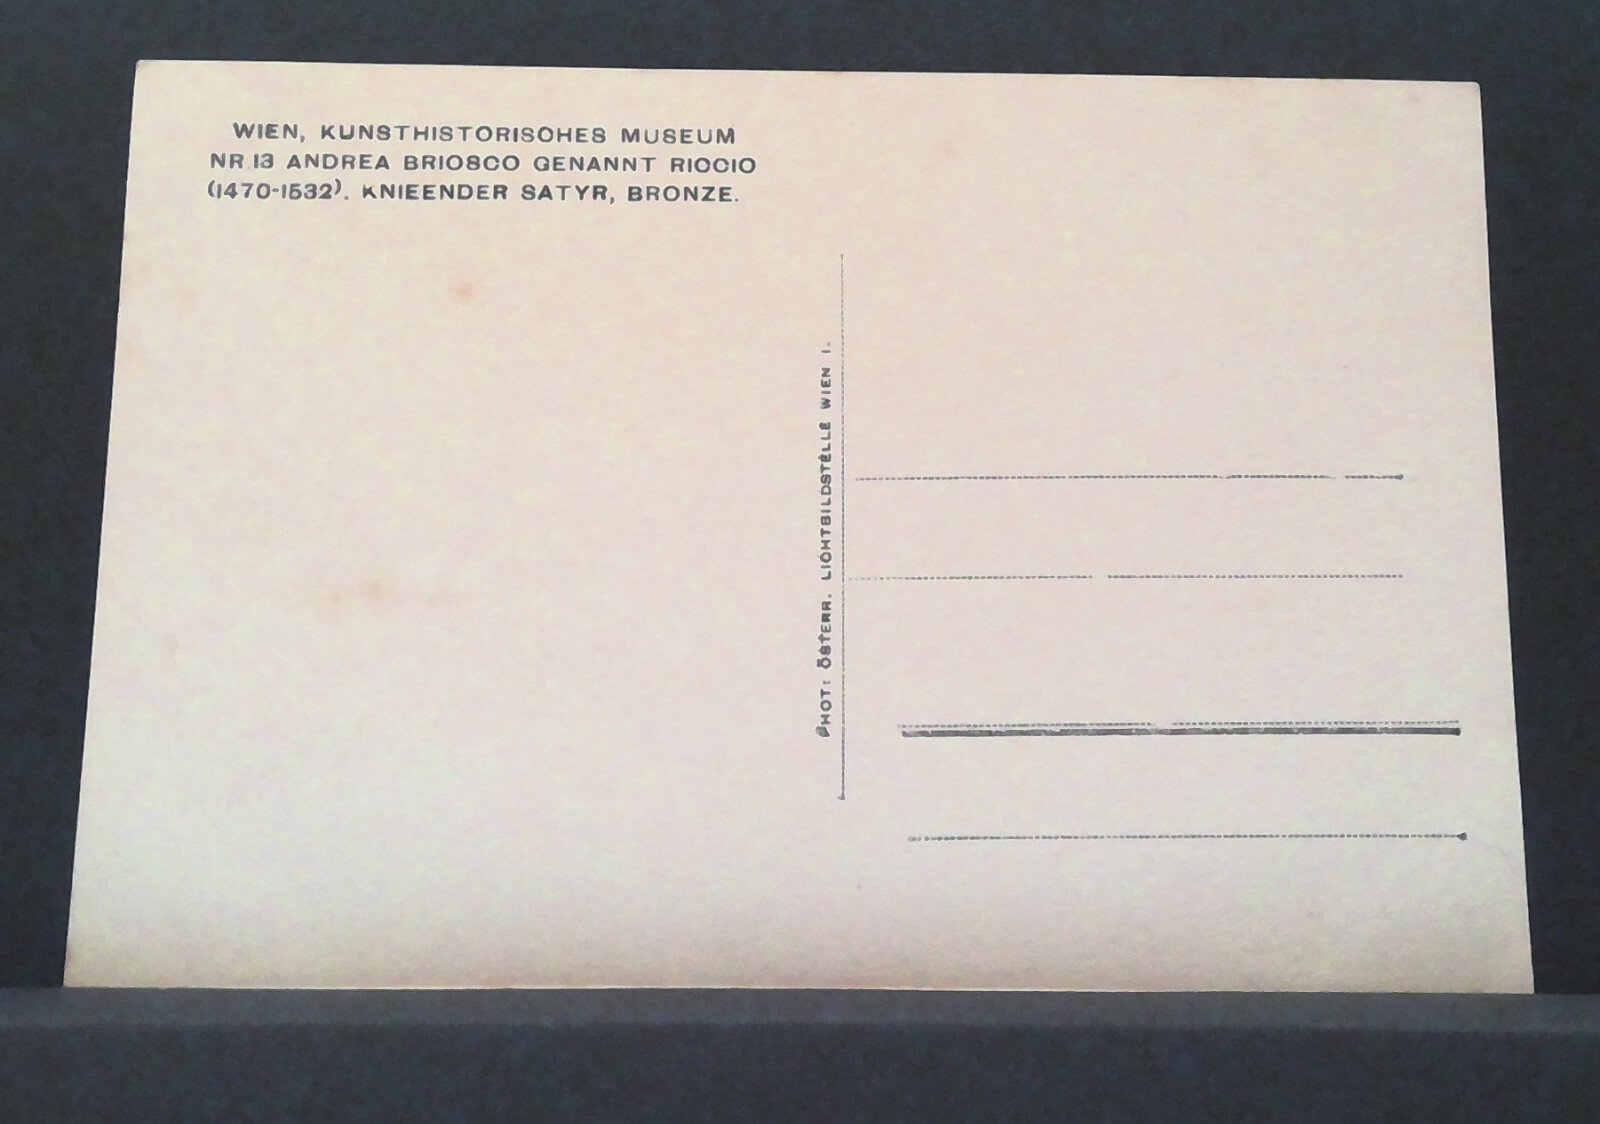 WIEN, KUNSTHISTORISCHES MUSEUM
NR.13 ANDREA BRIOSCO GENANNT RICCIO
(1470-1532). KNIEENDER SATYR, BRONZE.
PHOT: ÖSTERR. LICHTBILDSTELLE WIEN I.